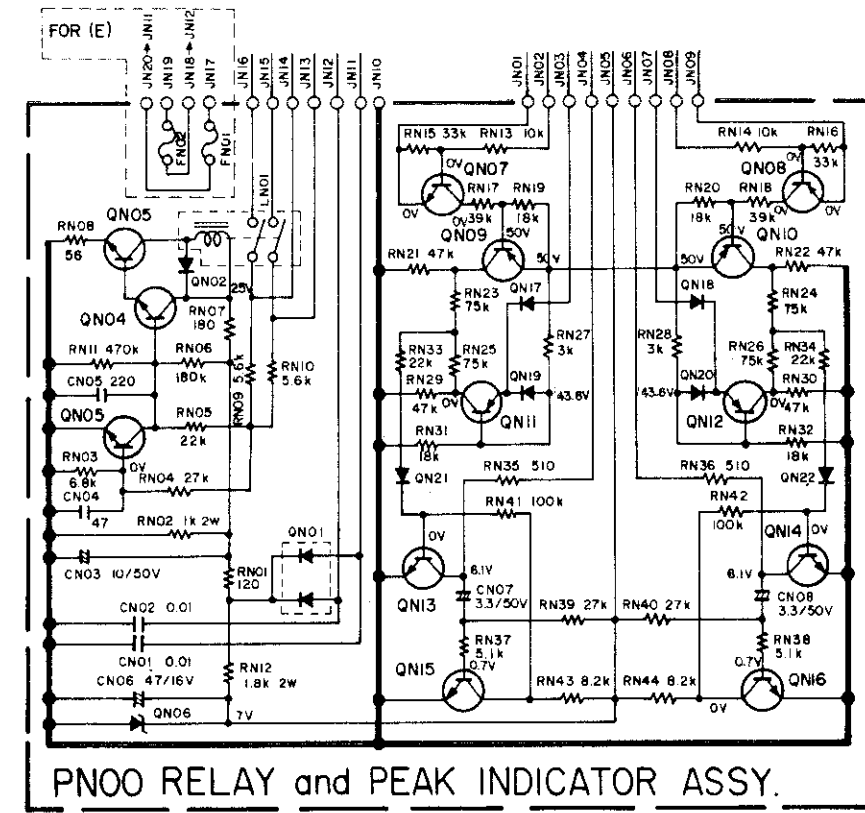 FOR (E)
JN20→JN11
JN19
JN18→JN12
JN17
JN16
JN15
JN14
JN13
JN12
JN11
JN10
JN01
JN02
JN03
JN04
JN05
JN06
JN07
JN08
JN09
FN02
FN01
LN01
RN15 33k
RN13 10k
RN14 10k
RN16
33k
0V
QN07
0V
QN08
RN08
56
QN05
0V
0V
RN17
39k
RN19
18k
RN20
18k
RN18
39k
0V
QN09
50V
50V
QN10
QN02
25V
RN21 47k
50V
50V
RN22 47k
QN04
RN07
180
RN23
75k
QN17
QN18
RN24
75k
RN11 470k
RN06
180k
RN09 5.6k
RN10
5.6k
RN33
22k
RN25
75k
RN27
3k
RN28
3k
RN26
75k
RN34
22k
CN05 220
QN05
RN05
22k
RN29
47k
0V
QN19
43.6V
43.6V
QN20
0V
RN30
47k
QN11
QN12
RN03
6.8k
0V
RN04 27k
RN31
18k
RN32
18k
CN04
47
QN21
RN35 510
RN36 510
QN22
RN02 1k 2w
RN41 100k
RN42
100k
QN01
0V
QN14
0V
CN03 10/50V
RN01
120
QN13
6.1V
6.1V
CN07
3.3/50V
CN08
3.3/50V
CN02 0.01
RN39 27k
RN40 27k
CN01 0.01
RN12
1.8k 2w
RN37
5.1k
RN38
5.1k
CN06 47/16V
QN15
0.7V
RN43 8.2k
RN44 8.2k
0.7V
QN16
QN06
7V
0V
PN00 RELAY and PEAK INDICATOR ASSY.